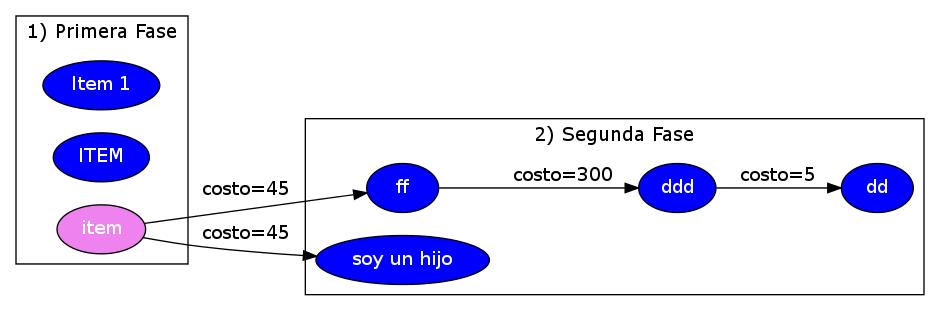 1) Primera Fase
Item 1
ITEM
item
costo=45
costo=45
2) Segunda Fase
ff
costo=300
ddd
costo=5
dd
soy un hijo